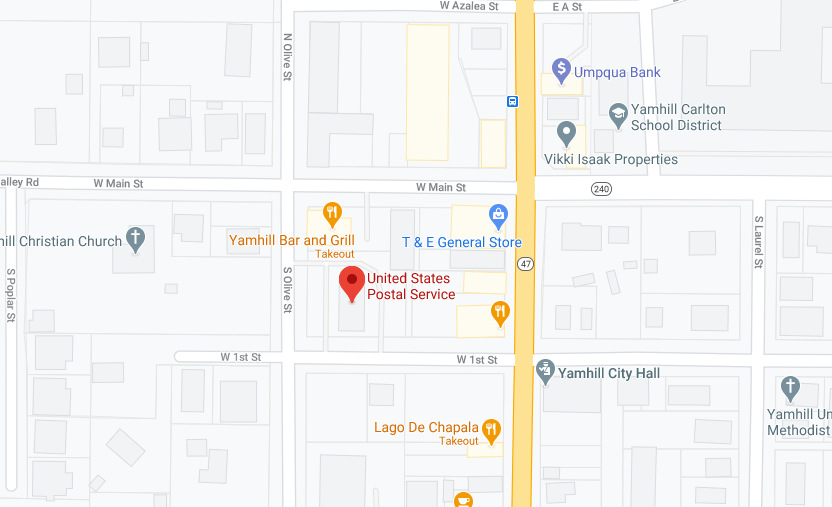 W Azalea St
E A St
N Olive St
Umpqua Bank
Yamhill Carlton
School District
Vikki Isaak Properties
alley Rd
W Main St
W Main St
240
hill Christian Church
Yamhill Bar and Grill
Takeout
T & E General Store
S Laurel St
47
S Poplar St
S Olive St
United States
Postal Service
W 1st St
W 1st St
Yamhill City Hall
Lago De Chapala
Takeout
Yamhill Un
Methodist